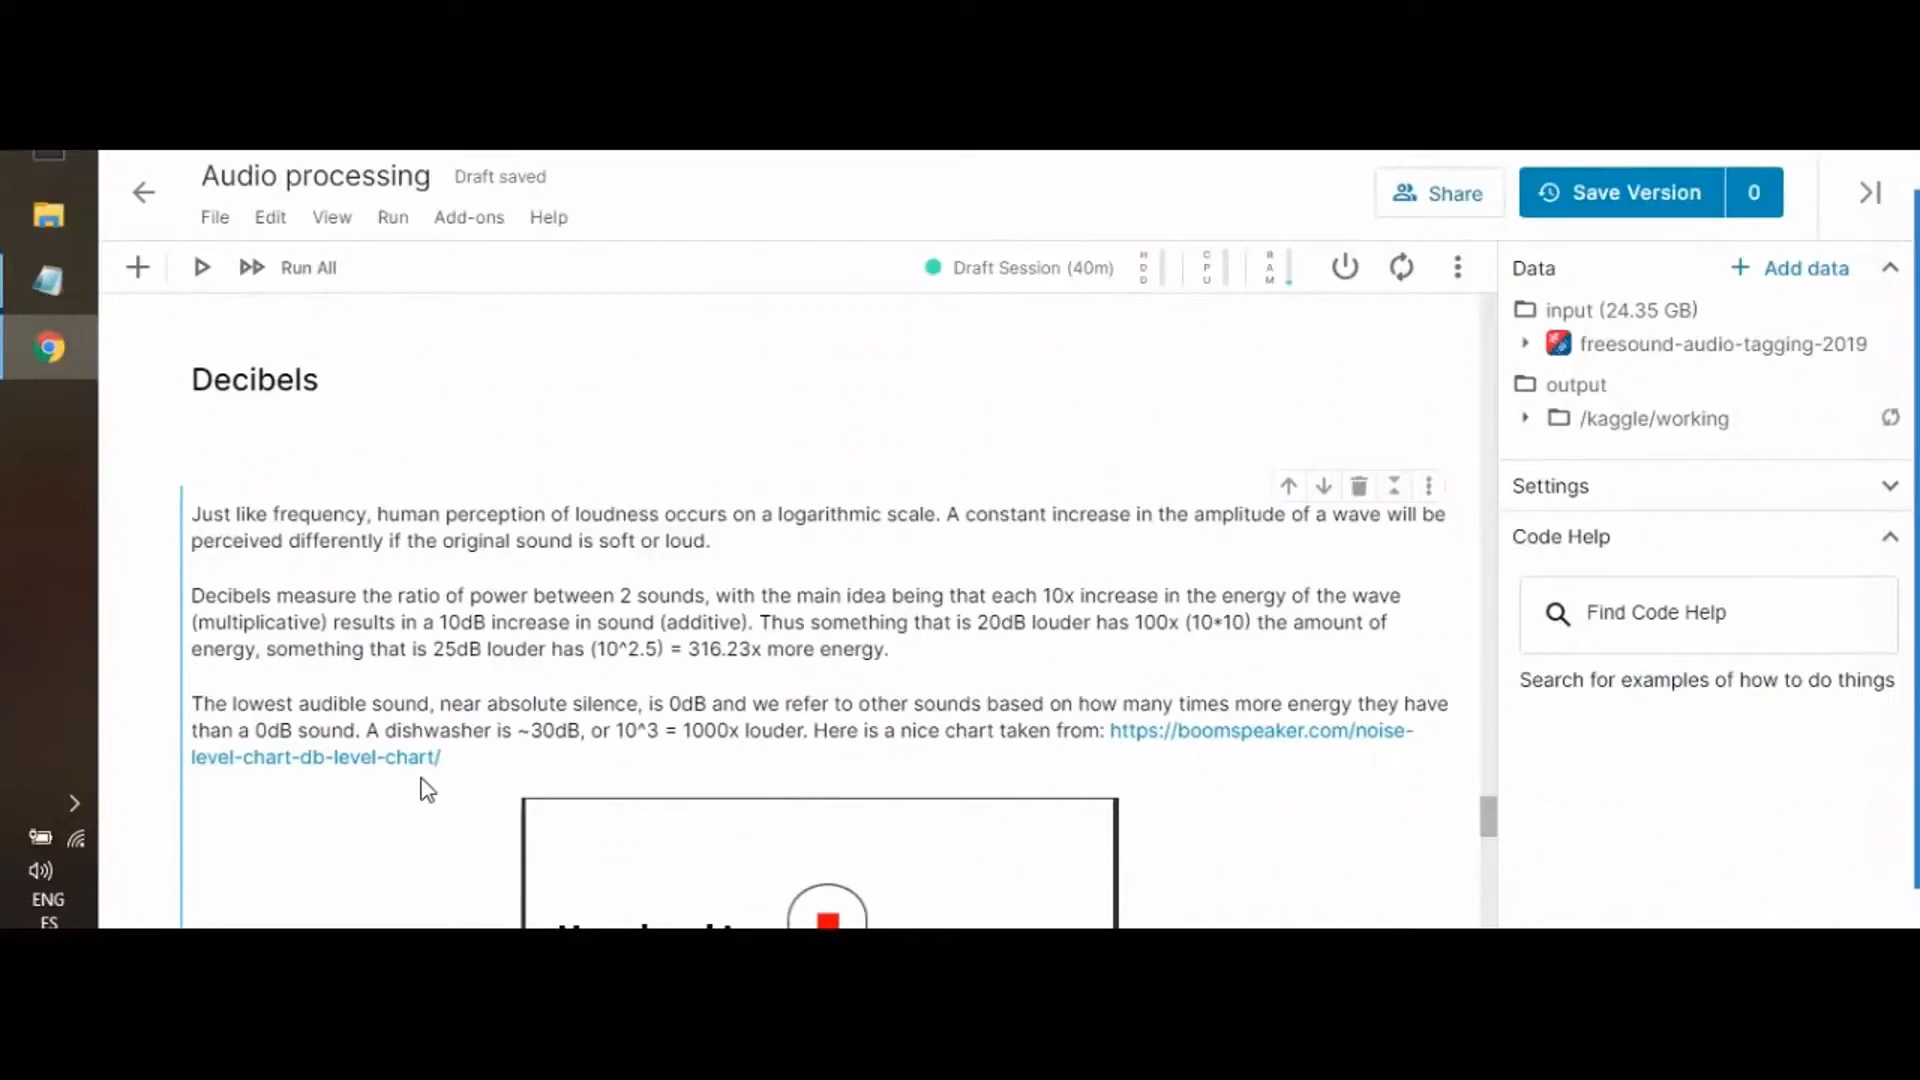 Audio processing Draft saved
Share
Save Version
0
File Edit View Run Add-ons Help
Run All
Draft Session (40m)
HDD
CPU
RAM
Data
Add data
input (24.35 GB)
freesound-audio-tagging-2019
output
/kaggle/working
Settings
Code Help
Find Code Help
Search for examples of how to do things
Decibels
Just like frequency, human perception of loudness occurs on a logarithmic scale. A constant increase in the amplitude of a wave will be
perceived differently if the original sound is soft or loud.
Decibels measure the ratio of power between 2 sounds, with the main idea being that each 10x increase in the energy of the wave
(multiplicative) results in a 10dB increase in sound (additive). Thus something that is 20dB louder has 100x (10*10) the amount of
energy, something that is 25dB louder has (10^2.5) = 316.23x more energy.
The lowest audible sound, near absolute silence, is 0dB and we refer to other sounds based on how many times more energy they have
than a 0dB sound. A dishwasher is ~30dB, or 10^3 = 1000x louder. Here is a nice chart taken from: https://boomspeaker.com/noise-
level-chart-db-level-chart/
ENG
ES